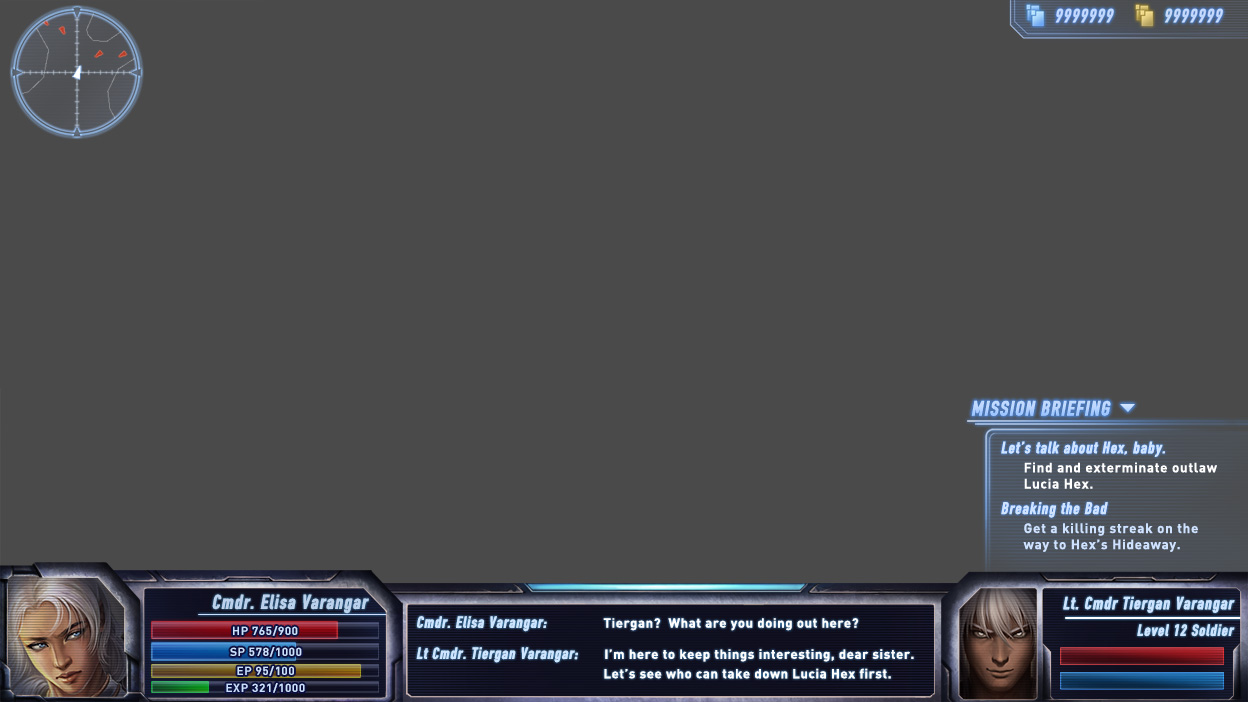 9999999 9999999
MISSION BRIEFING
Let's talk about Hex, baby.
Find and exterminate outlaw
Lucia Hex.
Breaking the Bad
Get a killing streak on the
way to Hex's Hideaway.
Cmdr. Elisa Varangar
HP 765/900
SP 578/1000
EP 95/100
EXP 321/1000
Cmdr. Elisa Varangar: Tiergan? What are you doing out here?
Lt Cmdr. Tiergan Varangar: I'm here to keep things interesting, dear sister.
Let's see who can take down Lucia Hex first.
Lt. Cmdr Tiergan Varangar
Level 12 Soldier